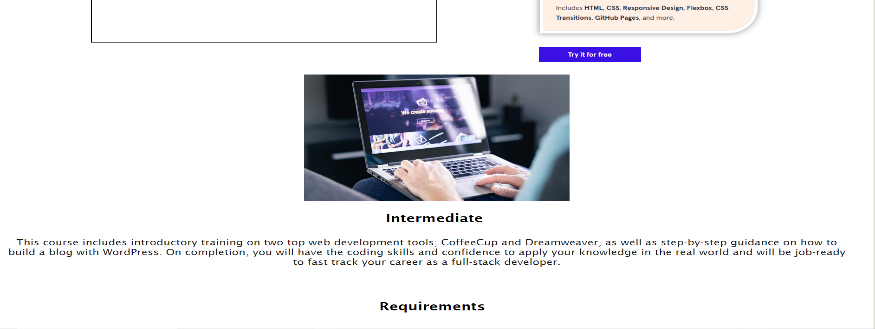 Includes HTML, CSS, Responsive Design, Flexbox, CSS
Transitions, GitHub Pages, and more.
Try it for free
We create
Intermediate
This course includes introductory training on two top web development tools; CoffeeCup and Dreamweaver, as well as step-by-step guidance on how to
build a blog with WordPress. On completion, you will have the coding skills and confidence to apply your knowledge in the real world and will be job-ready
to fast track your career as a full-stack developer.
Requirements